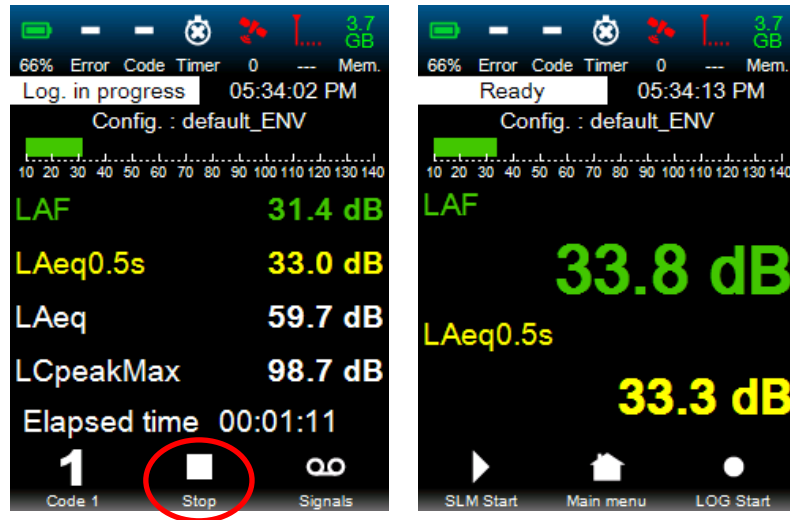 3.7
GB
66% Error Code Timer 0 --- Mem.
Log. in progress 05:34:02 PM
Config. : default_ENV
10 20 30 40 50 60 70 80 90 100 110 120 130 140
LAF 31.4 dB
LAeq0.5s 33.0 dB
LAeq 59.7 dB
LCpeakMax 98.7 dB
Elapsed time 00:01:11
1
Code 1 Stop Signals
3.7
GB
66% Error Code Timer 0 --- Mem.
Ready 05:34:13 PM
Config. : default_ENV
10 20 30 40 50 60 70 80 90 100 110 120 130 140
LAF
33.8 dB
LAeq0.5s
33.3 dB
SLM Start Main menu LOG Start